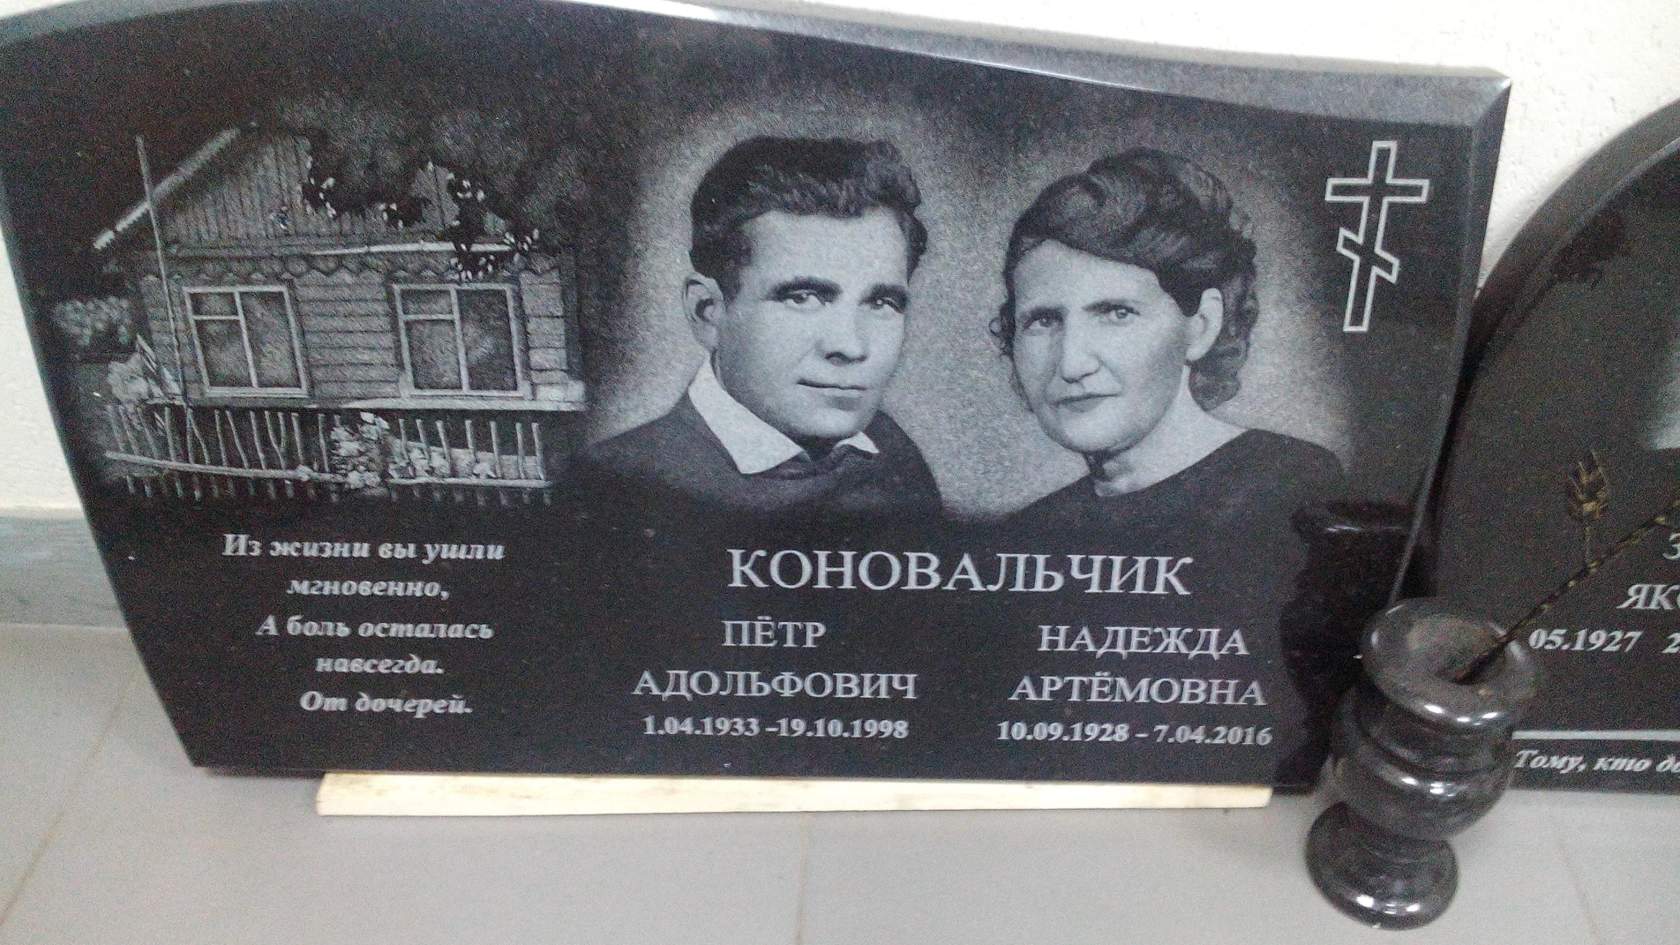 Из жизни вы ушли
мгновенно,
А боль осталась
навсегда.
От дочерей.
КОНОВАЛЬЧИК
ПЁТР
АДОЛЬФОВИЧ
1.04.1933 -19.10.1998
НАДЕЖДА
АРТЁМОВНА
10.09.1928 - 7.04.2016
05.1927
Тому, кто